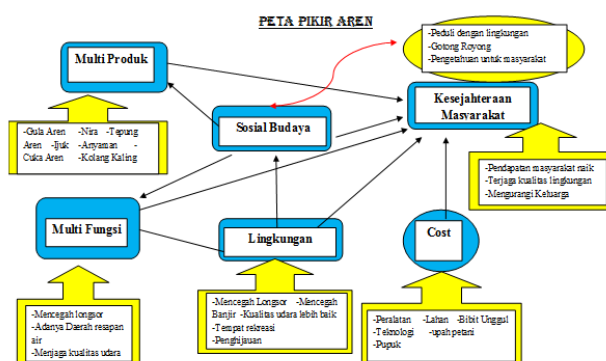 PETA PIKIR AREN
-Peduli dengan lingkungan
-Gotong Royong
-Pengetahuan untuk masyarakat
Multi Produk
Kesejahteraan
Masyarakat
Sosial Budaya
-Gula Aren -Nira -Tepung
Aren -Ijuk -Anyaman -
Cuka Aren -Kolang Kaling
-Pendapatan masyarakat naik
-Terjaga kualitas lingkungan
-Mengurangi Keluarga
Multi Fungsi
Lingkungan
Cost
-Mencegah longsor
-Adanya Daerah resapan
air
-Menjaga kualitas udara
-Mencegah Longsor -Mencegah
Banjir -Kualitas udara lebih baik
-Tempat rekreasi
-Penghijauan
-Peralatan -Lahan -Bibit Unggul
-Teknologi -upah petani
-Pupuk